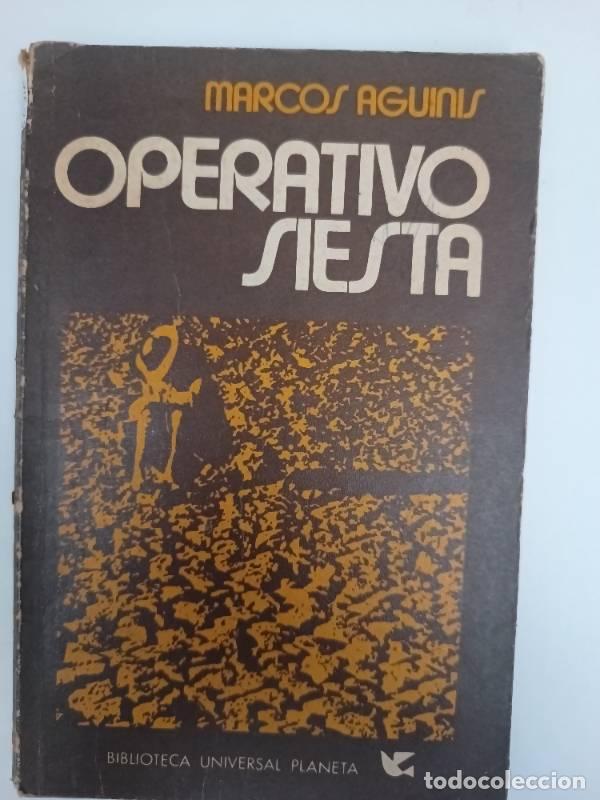 MARCOS AGUINIS
OPERATIVO
SIESTA
BIBLIOTECA UNIVERSAL PLANETA
todocoleccion